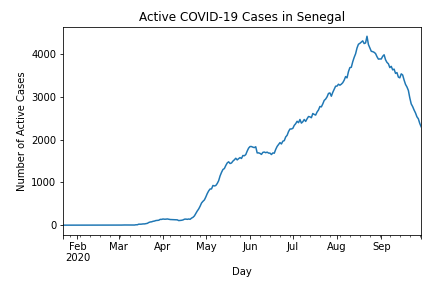 Active COVID-19 Cases in Senegal
Number of Active Cases
4000
3000
2000
1000
0
Feb Mar Apr May Jun Jul Aug Sep
2020
Day